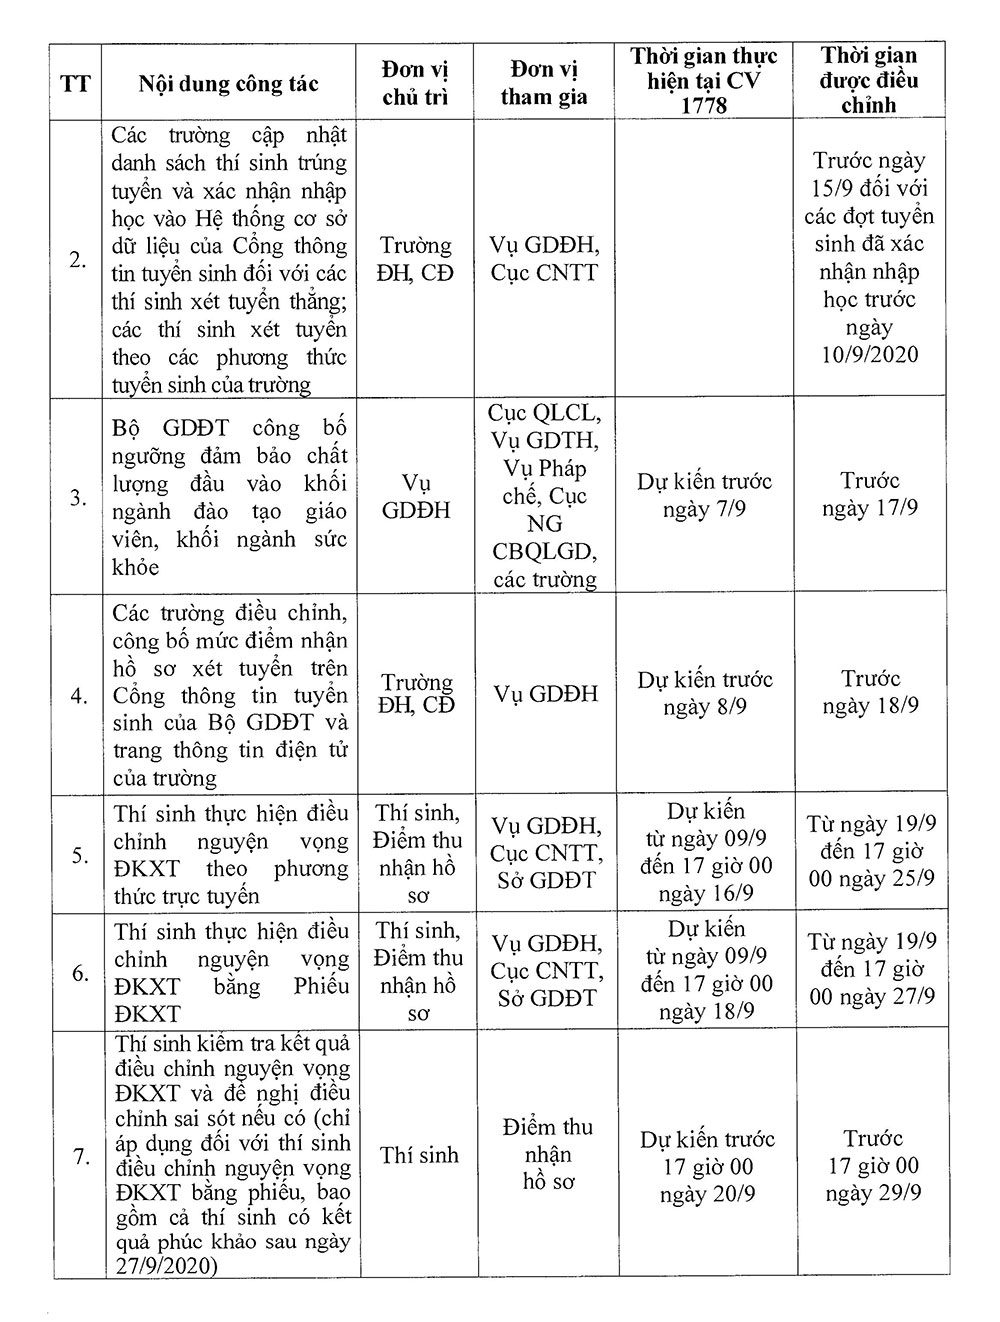 TT
Nội dung công tác
Đơn vị
chủ trì
Đơn vị
tham gia
Thời gian thực
hiện tại CV
1778
Thời gian
được điều
chỉnh
2.
Các trường cập nhật
danh sách thí sinh trúng
tuyển và xác nhận nhập
học vào Hệ thống cơ sở
dữ liệu của Cổng thông
tin tuyển sinh đối với các
thí sinh xét tuyển thẳng;
các thí sinh xét tuyển
theo các phương thức
tuyển sinh của trường
Trường
ĐH, CĐ
Vụ GDĐH,
Cục CNTT
Trước ngày
15/9 đối với
các đợt tuyển
sinh đã xác
nhận nhập
học trước
ngày
10/9/2020
3.
Bộ GDĐT công bố
ngưỡng đảm bảo chất
lượng đầu vào khối
ngành đào tạo giáo
viên, khối ngành sức
khỏe
Vụ
GDĐH
Cục QLCL,
Vụ GDTH,
Vụ Pháp
chế, Cục
NG
CBQLGD,
các trường
Dự kiến trước
ngày 7/9
Trước
ngày 17/9
4.
Các trường điều chỉnh,
công bố mức điểm nhận
hồ sơ xét tuyển trên
Cổng thông tin tuyển
sinh của Bộ GDĐT và
trang thông tin điện tử
của trường
Trường
ĐH, CĐ
Vụ GDĐH
Dự kiến trước
ngày 8/9
Trước
ngày 18/9
5.
Thí sinh thực hiện điều
chỉnh nguyện vọng
ĐKXT theo phương
thức trực tuyến
Thí sinh,
Điểm thu
nhận hồ
sơ
Vụ GDĐH,
Cục CNTT,
Sở GDĐT
Dự kiến
từ ngày 09/9
đến 17 giờ 00
ngày 16/9
Từ ngày 19/9
đến 17 giờ
00 ngày 25/9
6.
Thí sinh thực hiện điều
chỉnh nguyện vọng
ĐKXT bằng Phiếu
ĐKXT
Thí sinh,
Điểm thu
nhận hồ
sơ
Vụ GDĐH,
Cục CNTT,
Sở GDĐT
Dự kiến
từ ngày 09/9
đến 17 giờ 00
ngày 18/9
Từ ngày 19/9
đến 17 giờ
00 ngày 27/9
7.
Thí sinh kiểm tra kết quả
điều chỉnh nguyện vọng
ĐKXT và đề nghị điều
chỉnh sai sót nếu có (chỉ
áp dụng đối với thí sinh
điều chỉnh nguyện vọng
ĐKXT bằng phiếu, bao
gồm cả thí sinh có kết
quả phúc khảo sau ngày
27/9/2020)
Thí sinh
Điểm thu
nhận
hồ sơ
Dự kiến trước
17 giờ 00
ngày 20/9
Trước
17 giờ 00
ngày 29/9